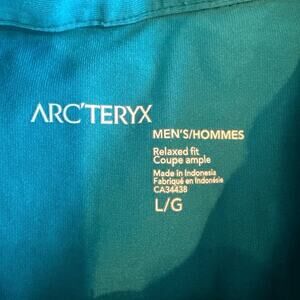 ARC'TERYX
MEN'S/HOMMES
Relaxed fit
Coupe ample
Made in Indonesia
Fabriqué en Indonésie
CA34438
L/G